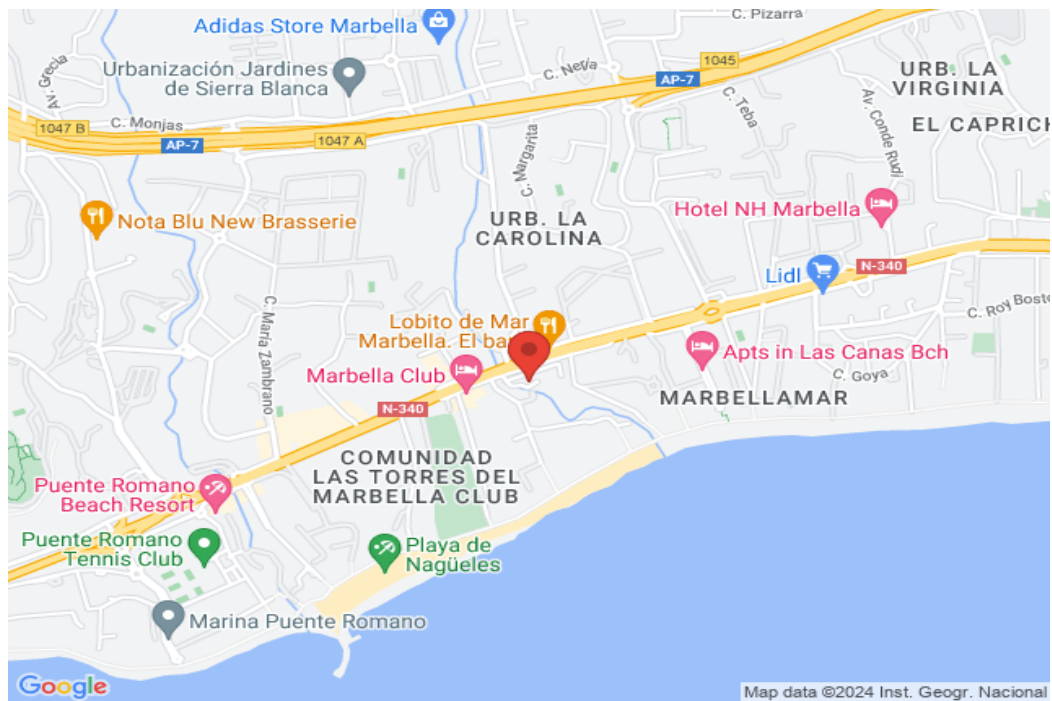 C. Pizarra
Adidas Store Marbella
Av. Grecia
Urbanización Jardines
de Sierra Blanca
C. Neria
1045
AP-7
URB. LA
VIRGINIA
C. Teba
Av. Conde Rudi
EL CAPRICH
1047 B
C. Monjas
1047 A
AP-7
C. Margarita
Nota Blu New Brasserie
URB. LA
CAROLINA
Hotel NH Marbella
N-340
Lidl
C. María Zambrano
Lobito de Mar
Marbella. El ba
C. Roy Bosto
Apts in Las Canas Bch
Marbella Club
C. Goya
MARBELLAMAR
N-340
COMUNIDAD
LAS TORRES DEL
MARBELLA CLUB
Puente Romano
Beach Resort
Puente Romano
Tennis Club
Playa de
Nagüeles
Marina Puente Romano
Google
Map data ©2024 Inst. Geogr. Nacional